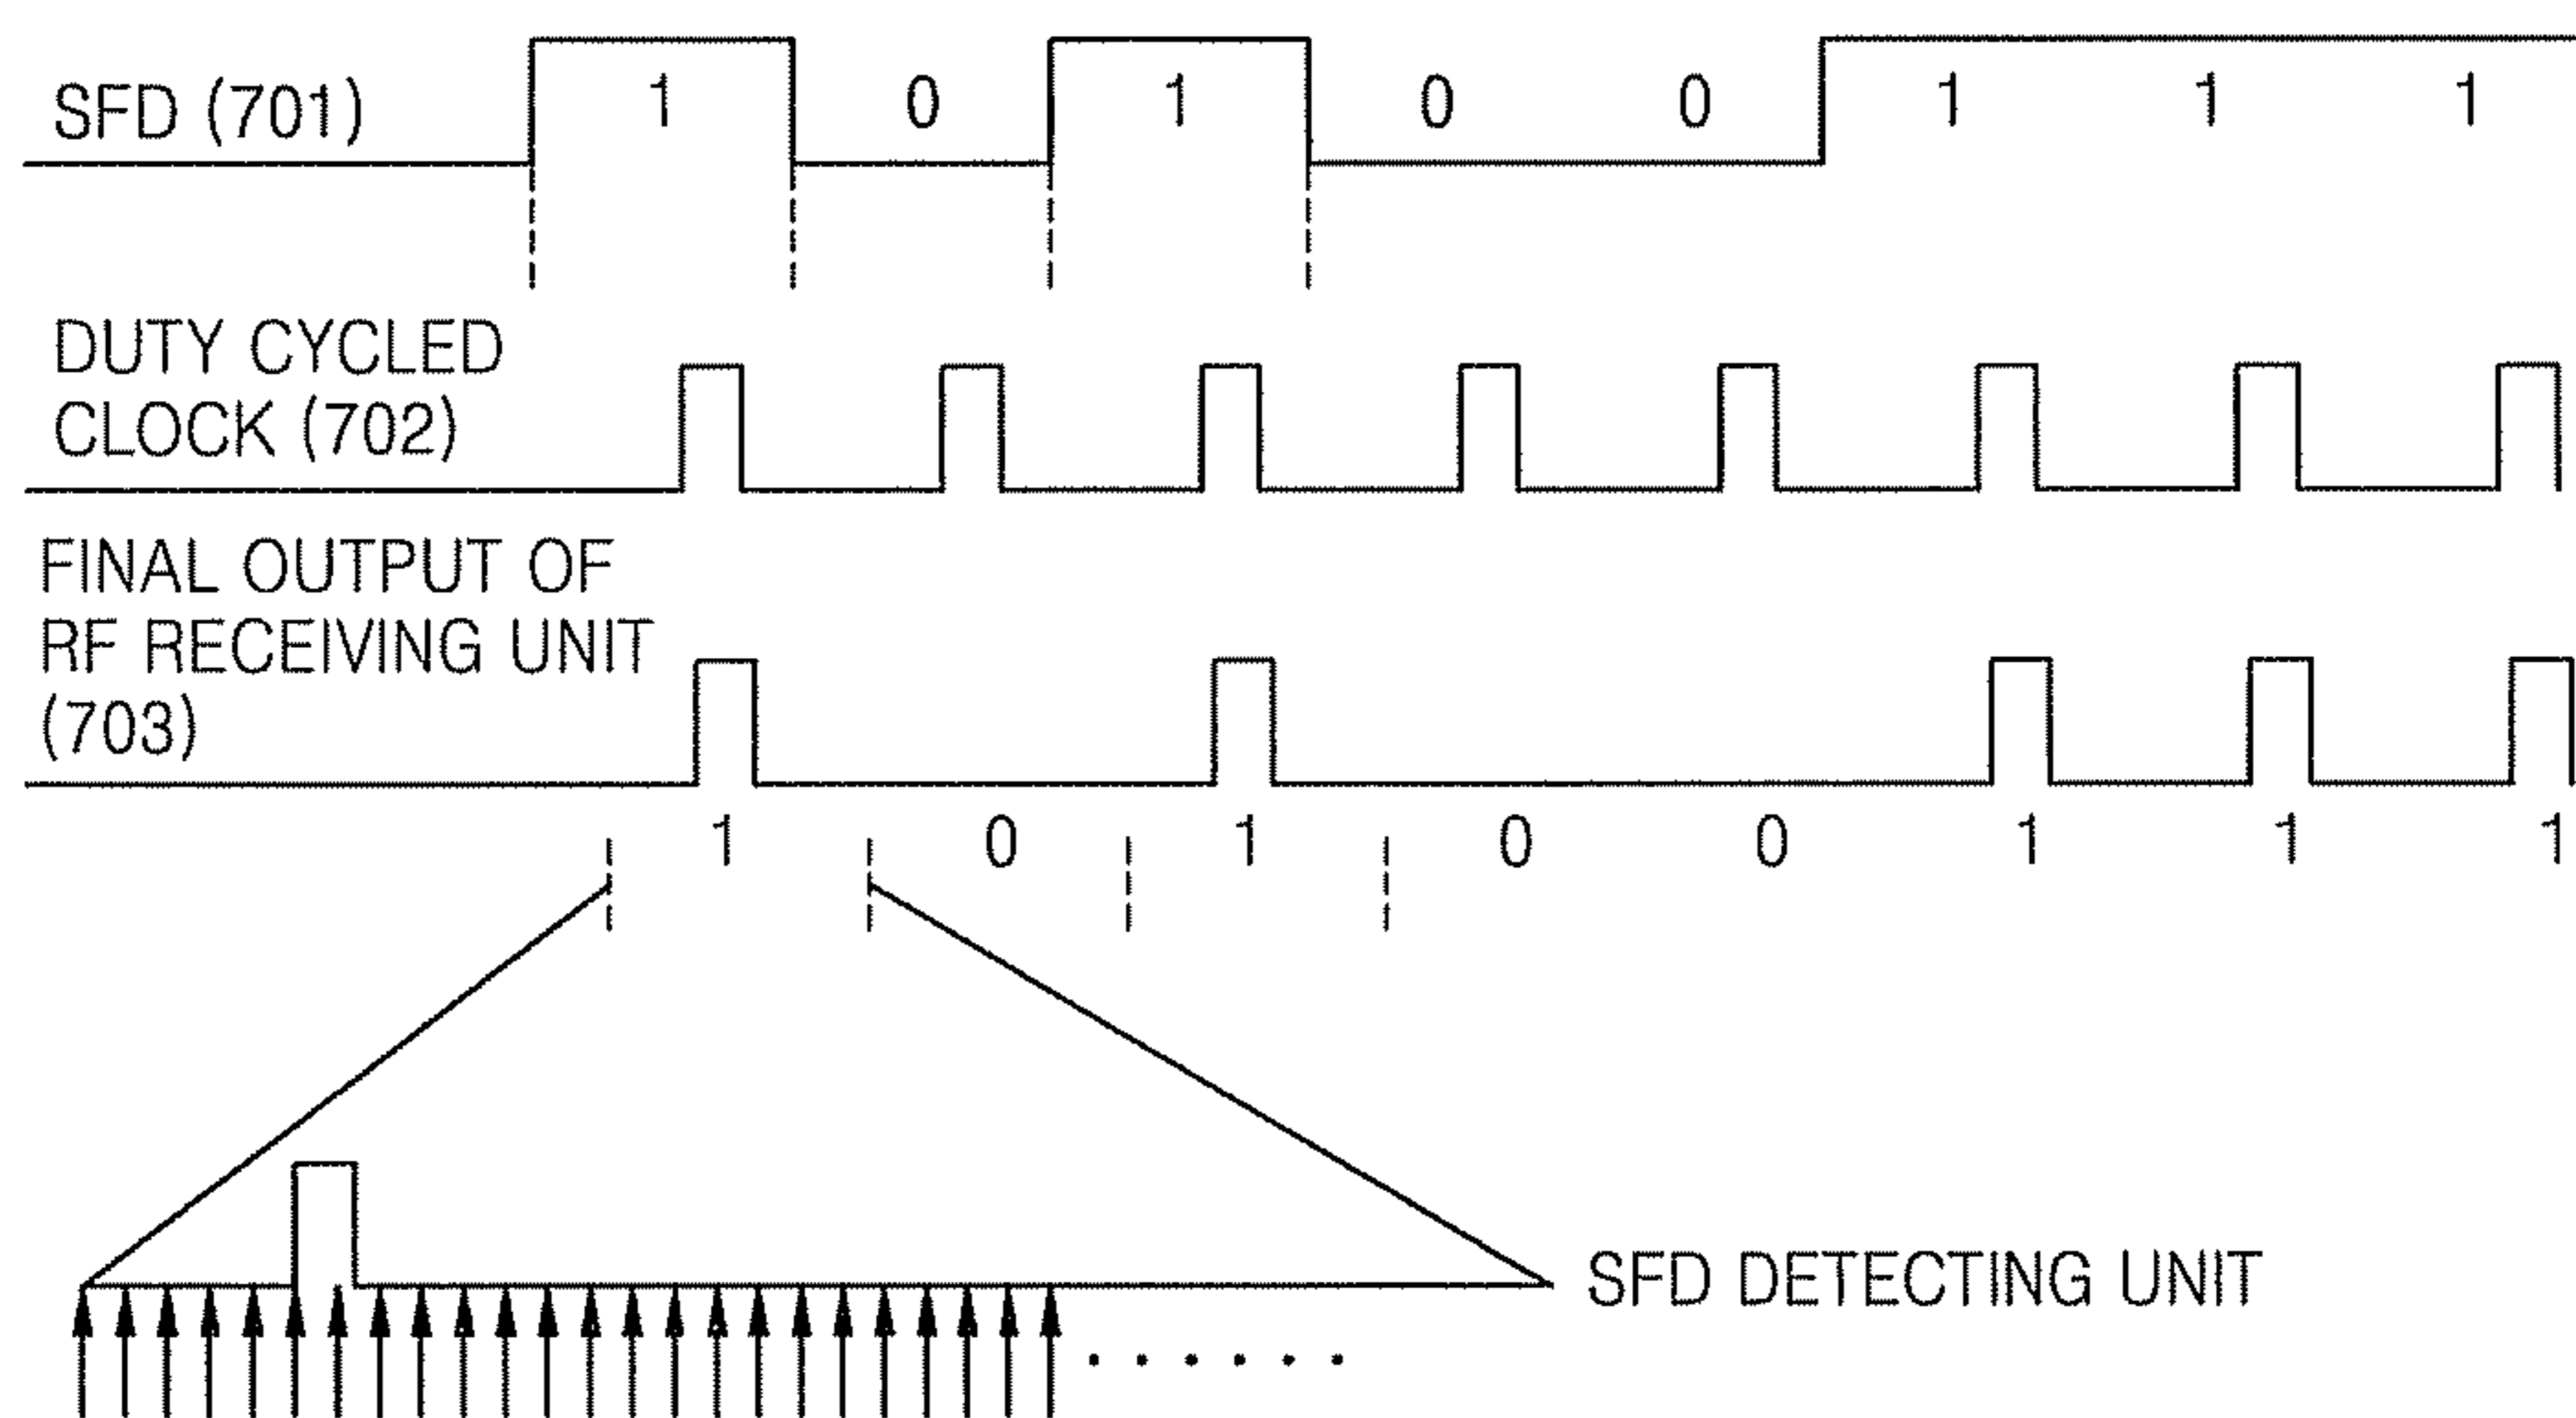 SFD (701)
1 0 1 0 0 1 1 1
DUTY CYCLED
CLOCK (702)
FINAL OUTPUT OF
RF RECEIVING UNIT
(703)
1 0 1 0 0 1 1 1
SFD DETECTING UNIT